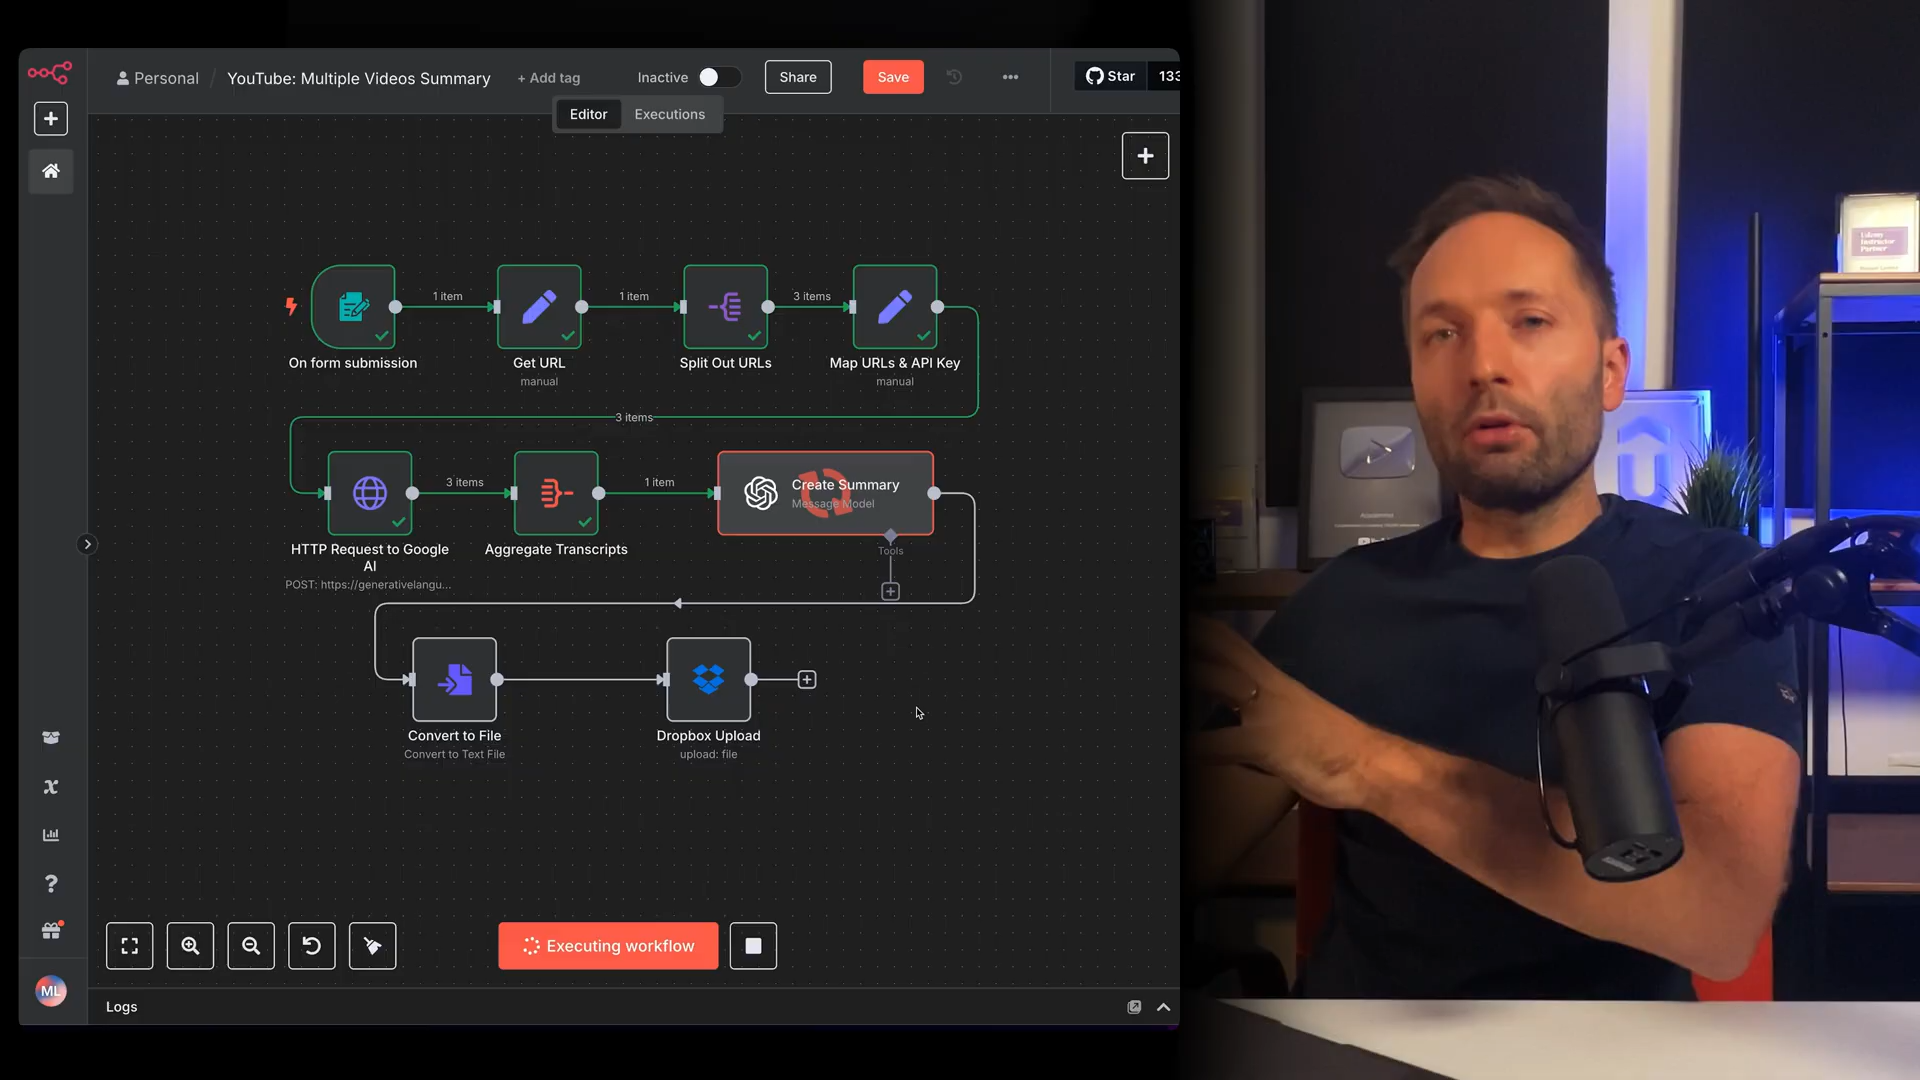 Personal / YouTube: Multiple Videos Summary + Add tag Inactive Share Save Star 133
Editor Executions
1 item 1 item 3 items
On form submission Get URL Split Out URLs Map URLs & API Key
manual manual
3 items
3 items 1 item Create Summary
Message Model
HTTP Request to Google
AI
Aggregate Transcripts
Tools
POST: https://generativelangu...
Convert to File Dropbox Upload
Convert to Text File upload: file
Executing workflow
ML
Logs
Udemy
Instructor
Partner